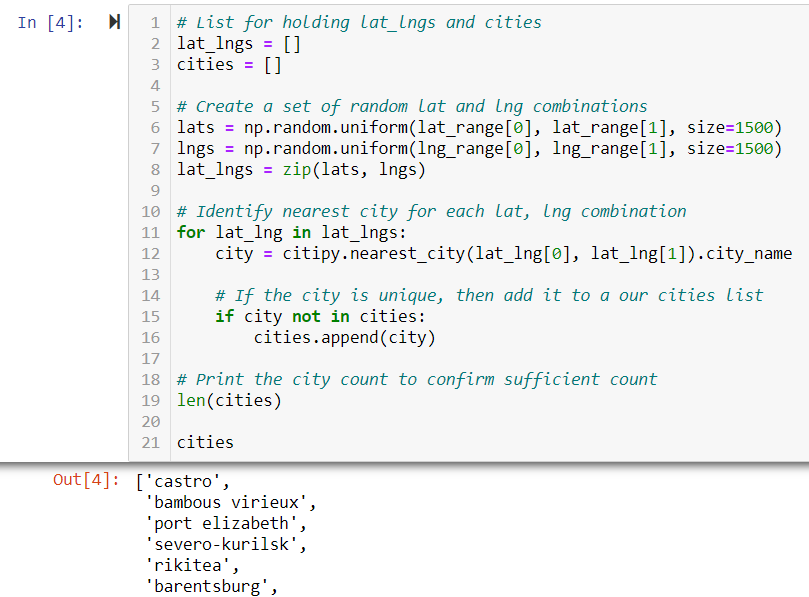 In [4]:
1 # List for holding lat_lngs and cities
2 lat_lngs = []
3 cities = []
4
5 # Create a set of random lat and lng combinations
6 lats = np.random.uniform(lat_range[0], lat_range[1], size=1500)
7 lngs = np.random.uniform(lng_range[0], lng_range[1], size=1500)
8 lat_lngs = zip(lats, lngs)
9
10 # Identify nearest city for each lat, lng combination
11 for lat_lng in lat_lngs:
12     city = citipy.nearest_city(lat_lng[0], lat_lng[1]).city_name
13
14     # If the city is unique, then add it to a our cities list
15     if city not in cities:
16         cities.append(city)
17
18 # Print the city count to confirm sufficient count
19 len(cities)
20
21 cities
Out[4]: ['castro',
'bambous virieux',
'port elizabeth',
'severo-kurilsk',
'rikitea',
'barentsburg',